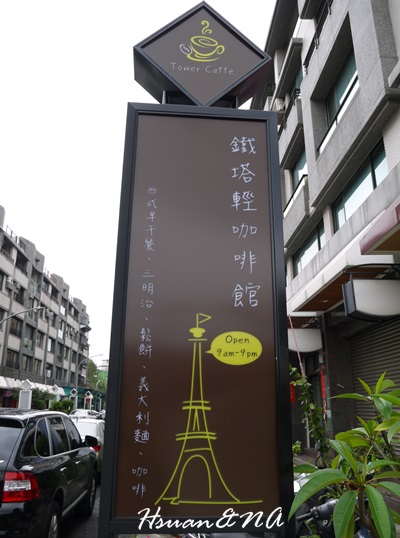 Tower Caffe
鐵塔輕咖啡館
西式早午餐、三明治、鬆餅、義大利麵、咖啡
Open
9am-9pm
Hsuan & NA